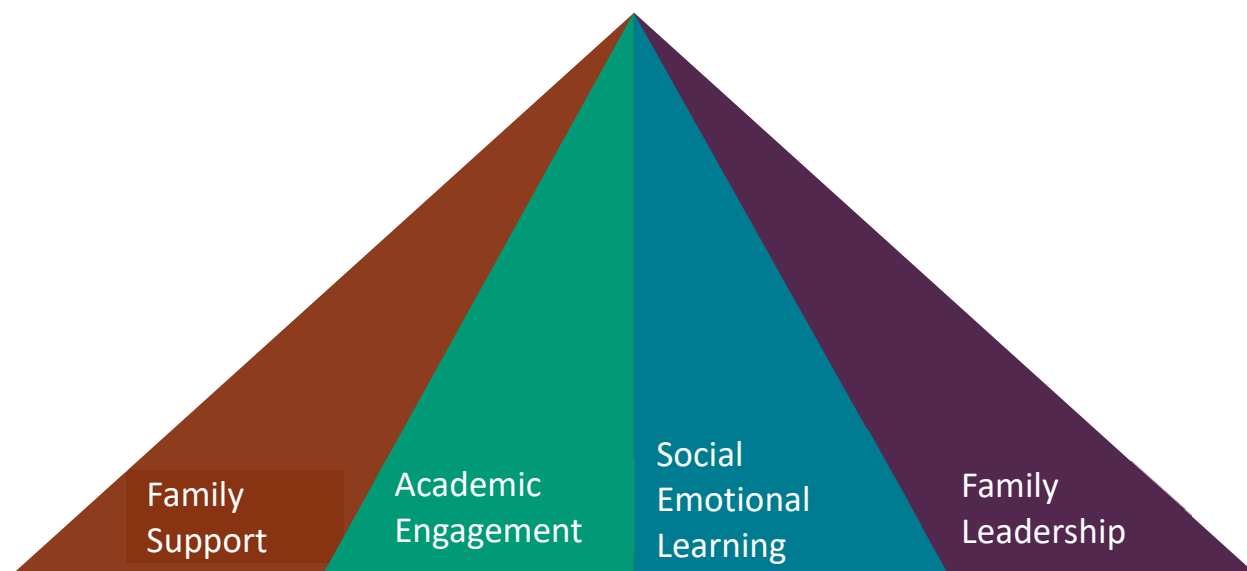 Family
Support
Academic
Engagement
Social
Emotional
Learning
Family
Leadership